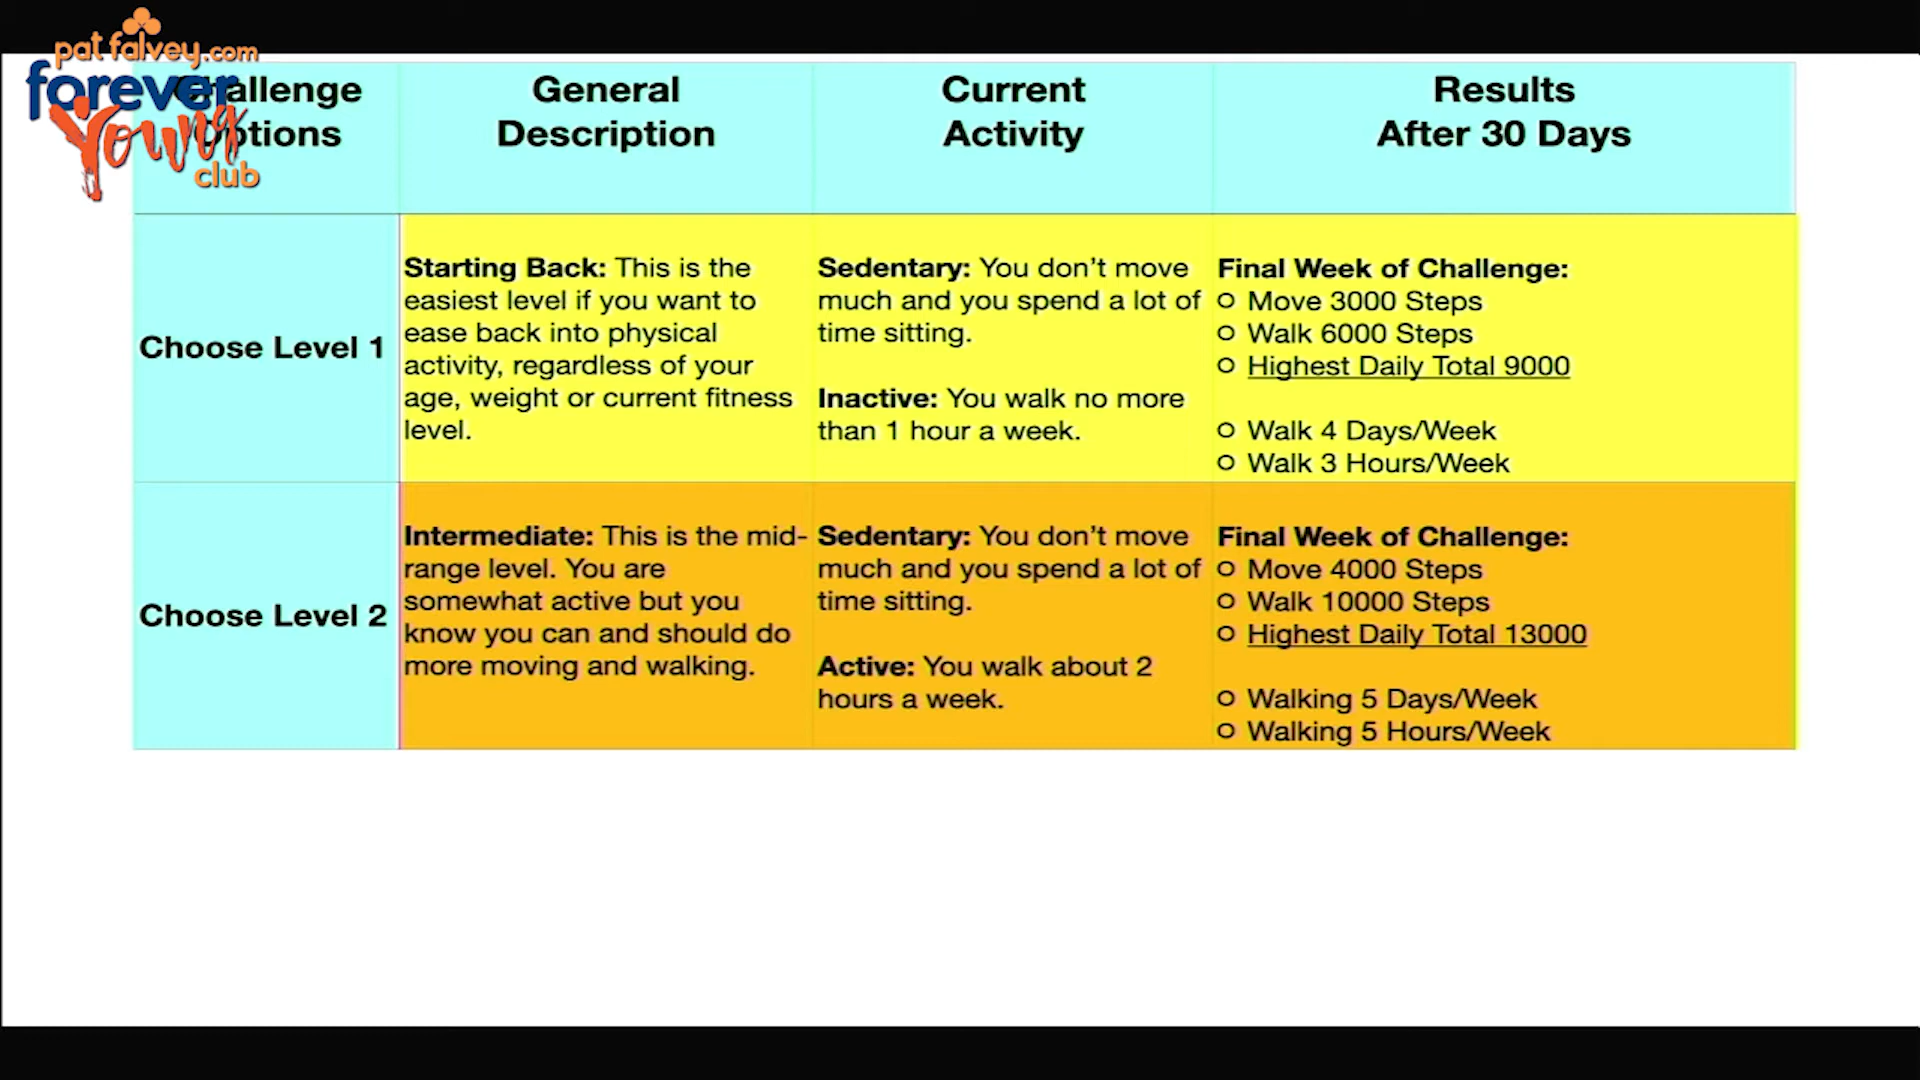 pat falvey.com
forever
Young
club
Challenge
Options
General
Description
Current
Activity
Results
After 30 Days
Choose Level 1
Starting Back: This is the
easiest level if you want to
ease back into physical
activity, regardless of your
age, weight or current fitness
level.
Sedentary: You don’t move
much and you spend a lot of
time sitting.
Inactive: You walk no more
than 1 hour a week.
Final Week of Challenge:
Move 3000 Steps
Walk 6000 Steps
Highest Daily Total 9000
Walk 4 Days/Week
Walk 3 Hours/Week
Choose Level 2
Intermediate: This is the mid-
range level. You are
somewhat active but you
know you can and should do
more moving and walking.
Sedentary: You don’t move
much and you spend a lot of
time sitting.
Active: You walk about 2
hours a week.
Final Week of Challenge:
Move 4000 Steps
Walk 10000 Steps
Highest Daily Total 13000
Walking 5 Days/Week
Walking 5 Hours/Week